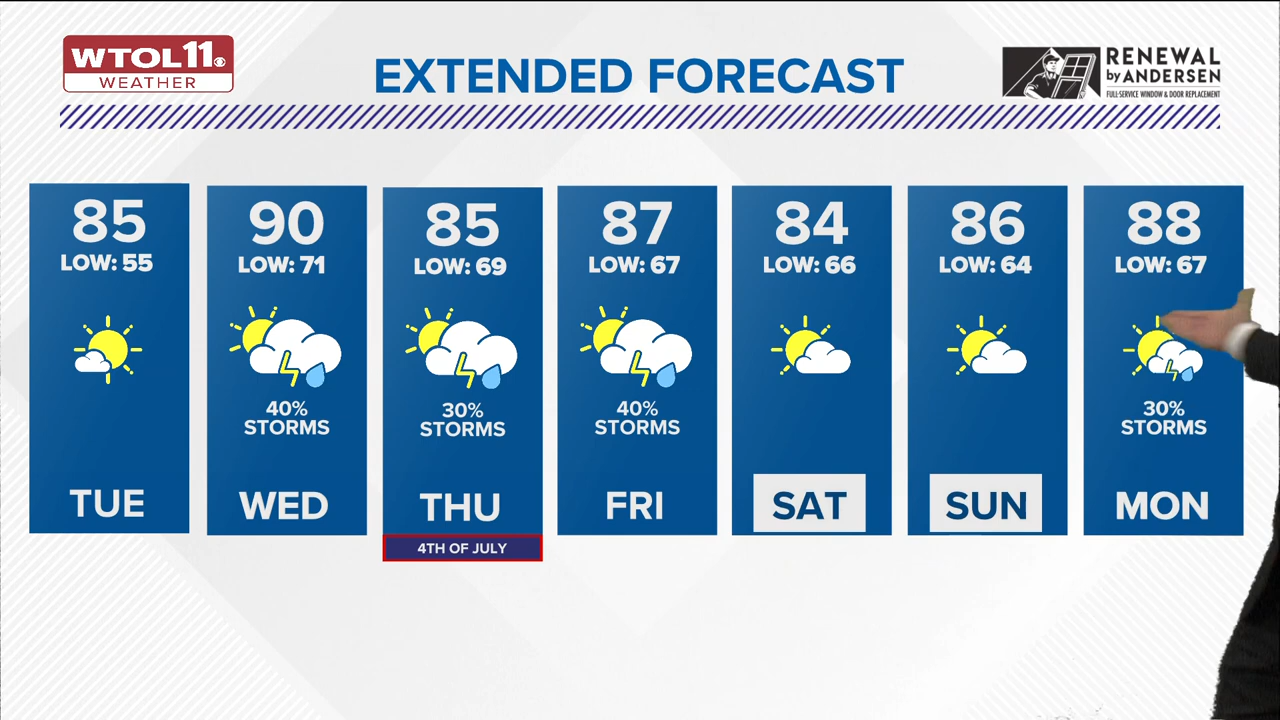 WTOL 11
WEATHER
EXTENDED FORECAST
RENEWAL
by ANDERSEN
FULL-SERVICE WINDOW & DOOR REPLACEMENT
85
LOW: 55
TUE
90
LOW: 71
40%
STORMS
WED
85
LOW: 69
30%
STORMS
THU
4TH OF JULY
87
LOW: 67
40%
STORMS
FRI
84
LOW: 66
SAT
86
LOW: 64
SUN
88
LOW: 67
30%
STORMS
MON